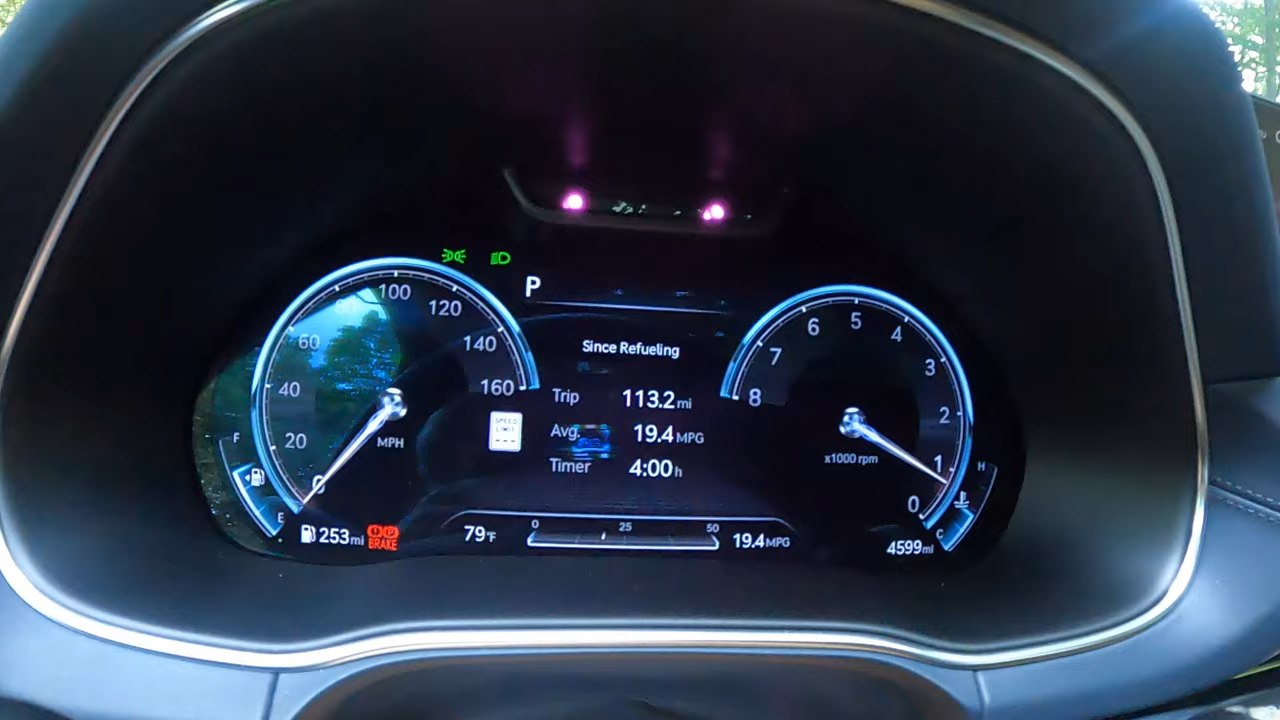 P
100
120
140
160
60
40
20
0
MPH
F
E
SPEED
LIMIT
---
Since Refueling
Trip 113.2 mi
Avg. 19.4 MPG
Timer 4:00 h
8
7
6
5
4
3
2
1
0
x1000 rpm
H
C
253 mi
BRAKE
79°F
0 25 50
19.4 MPG
4599 mi